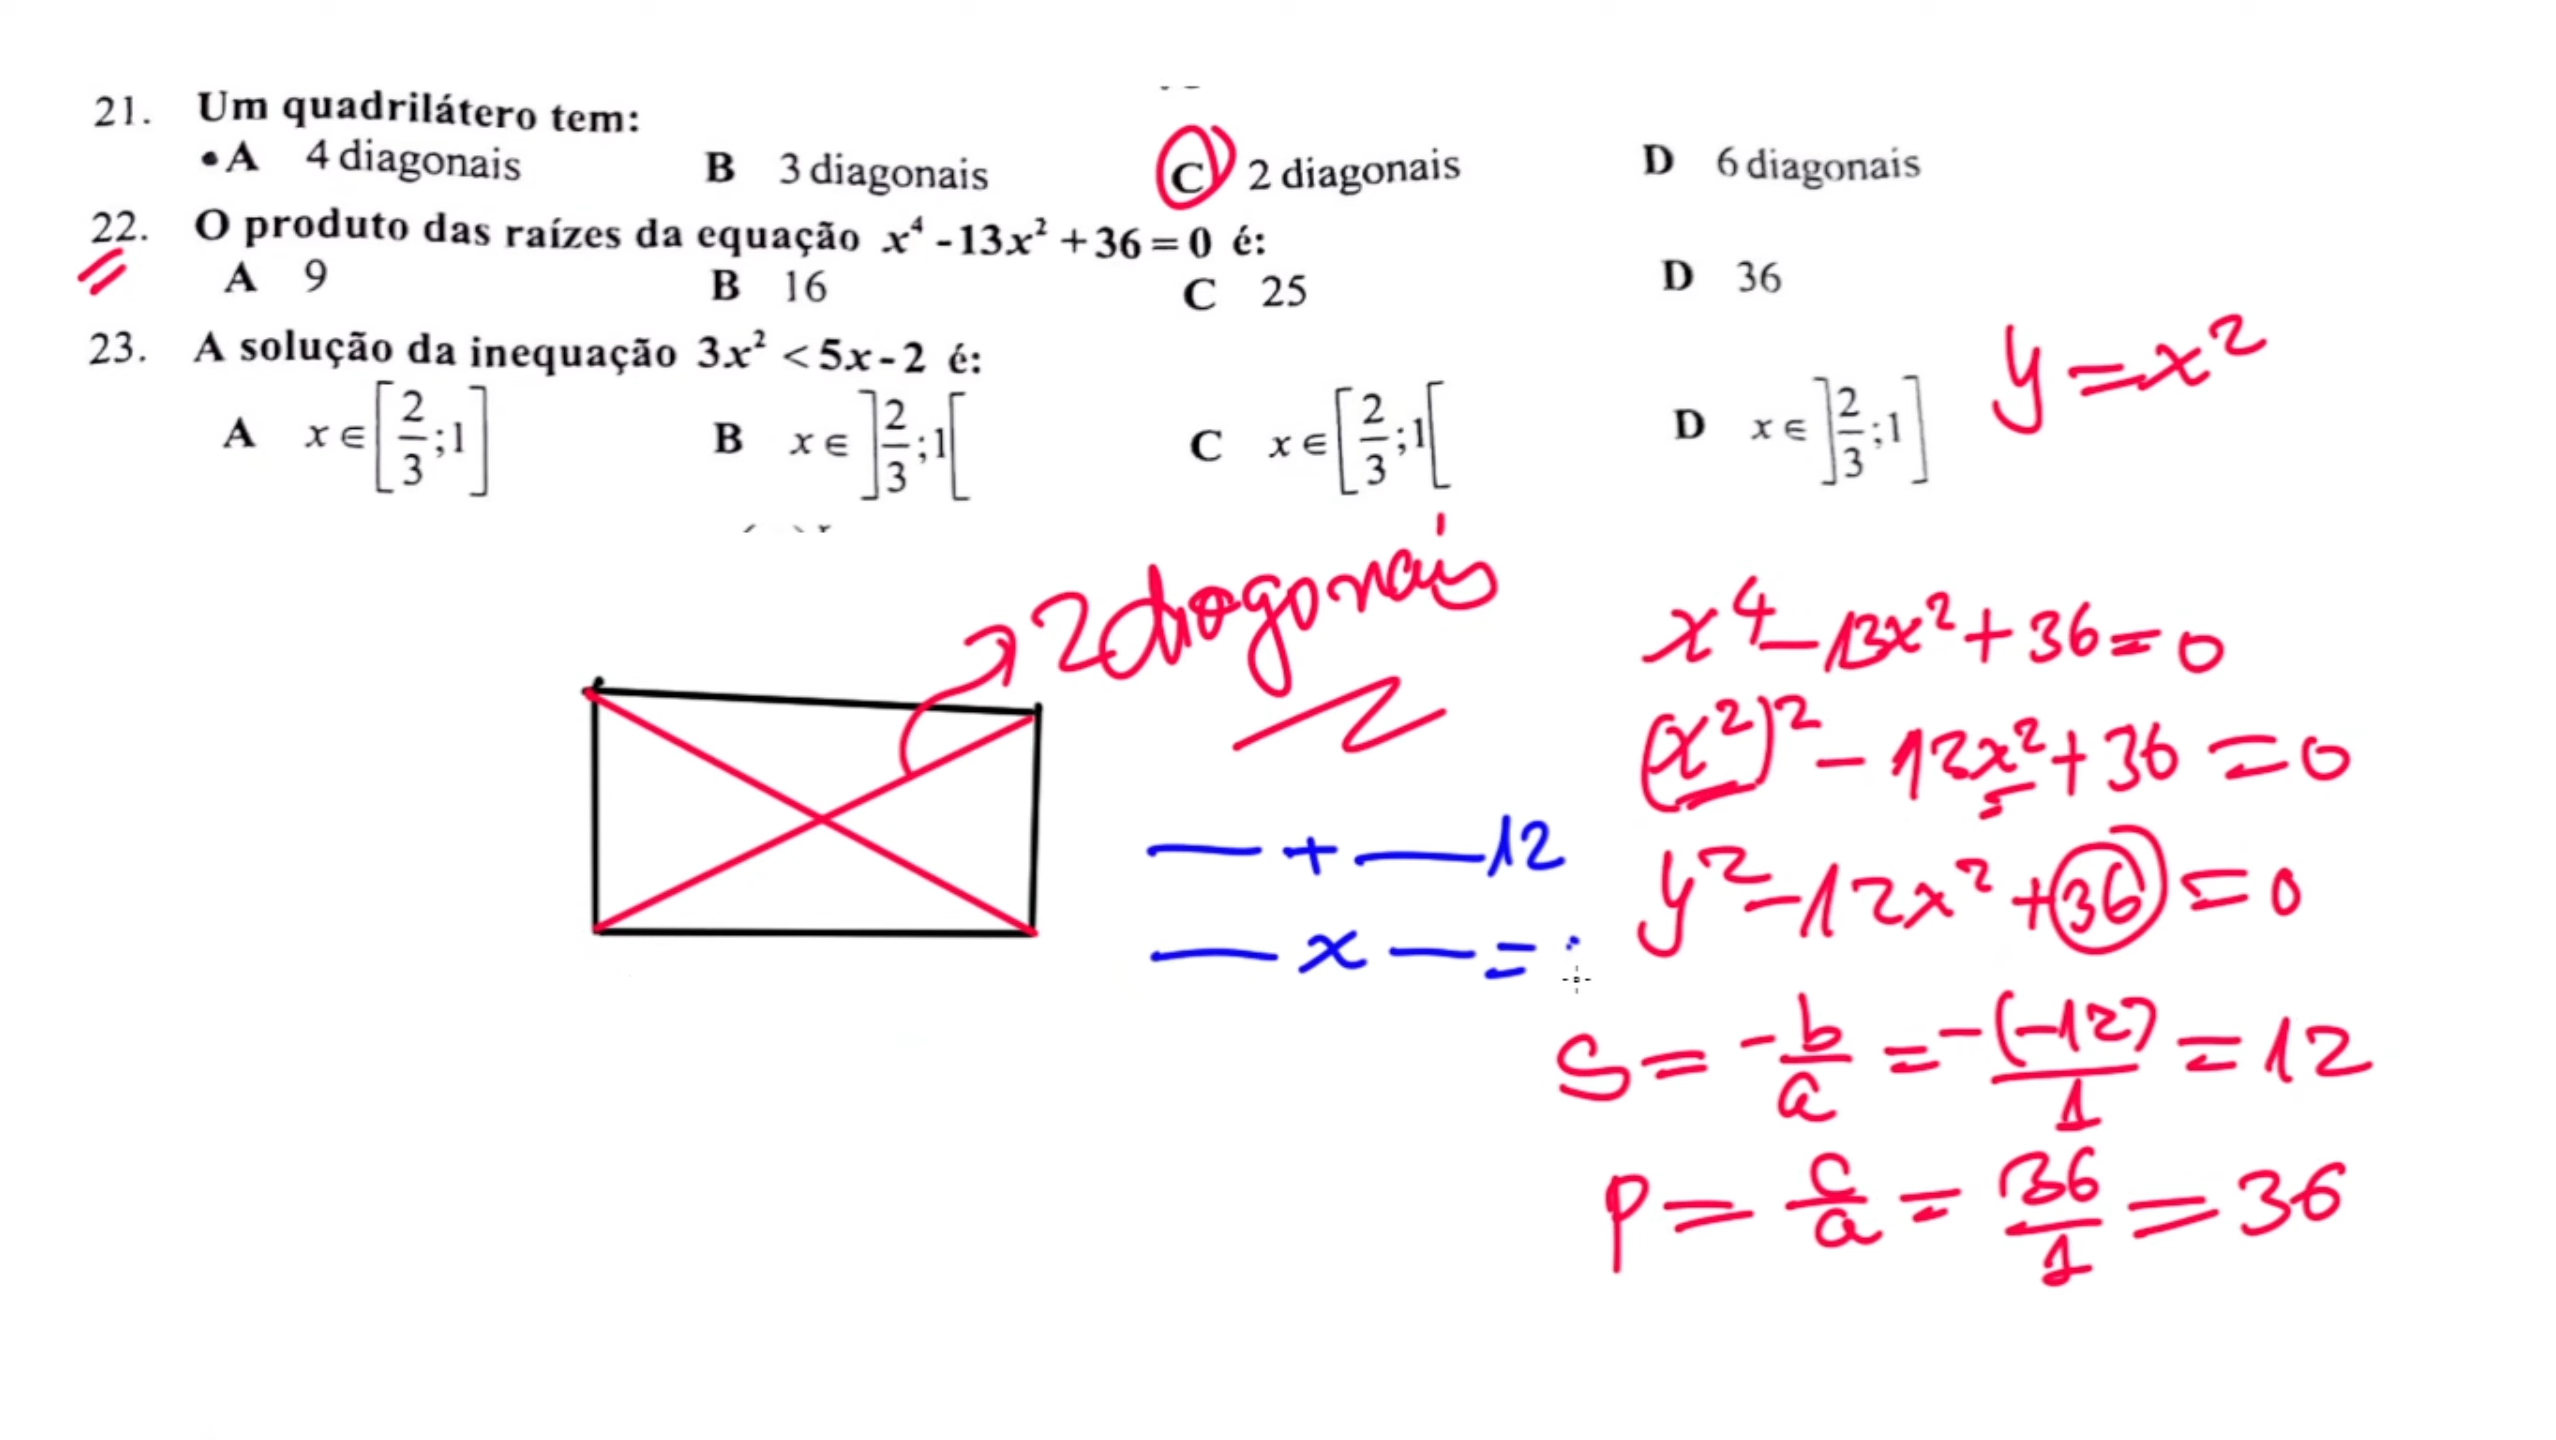 21. Um quadrilátero tem:
• A 4 diagonais B 3 diagonais C 2 diagonais D 6 diagonais
22. O produto das raízes da equação x⁴ - 13x² + 36 = 0 é:
A 9 B 16 C 25 D 36
23. A solução da inequação 3x² < 5x - 2 é:
A x ∈ [2/3 ; 1] B x ∈ ]2/3 ; 1[ C x ∈ [2/3 ; 1[ D x ∈ ]2/3 ; 1]
y = x²
2 diagonais
x⁴ - 13x² + 36 = 0
(x²)² - 12x² + 36 = 0
y² - 12x² + 36 = 0
— + — 12
— x — =
S = -b/a = -(-12)/1 = 12
P = c/a = 36/1 = 36